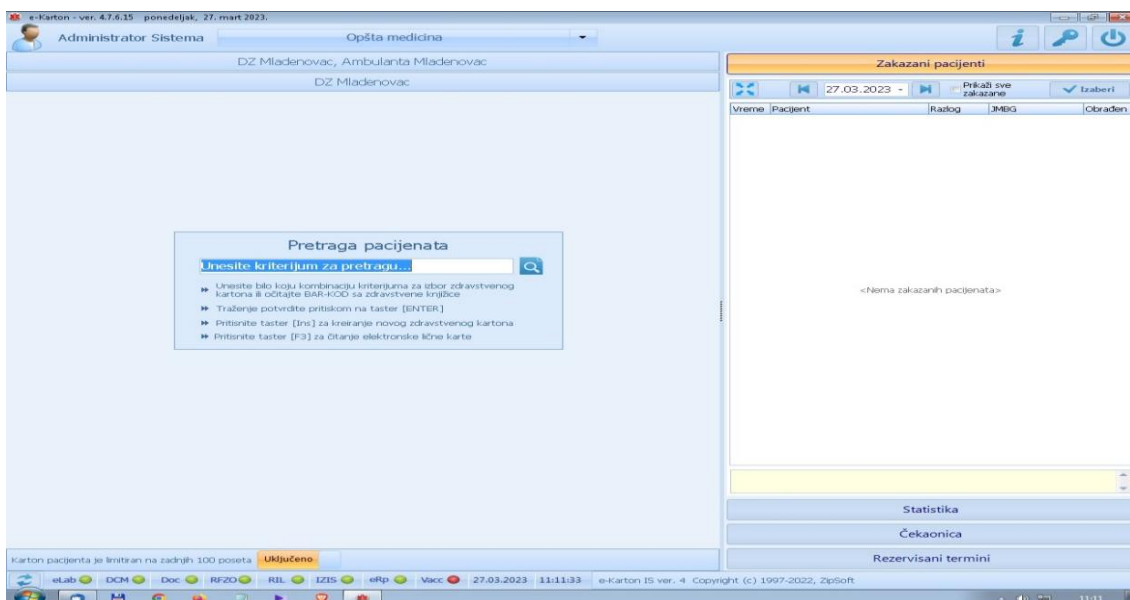 e-Karton - ver. 4.7.6.15 ponedeljak, 27. mart 2023.
Administrator Sistema
Opšta medicina
DZ Mladenovac, Ambulanta Mladenovac
DZ Mladenovac
Pretraga pacijenata
Unesite kriterijum za pretragu...
Unesite bilo koju kombinaciju kriterijuma za izbor zdravstvenog
kartona ili očitajte BAR-KOD sa zdravstvene knjižice
Traženje potvrdite pritiskom na taster [ENTER]
Pritisnite taster [Ins] za kreiranje novog zdravstvenog kartona
Pritisnite taster [F3] za čitanje elektronske lične karte
Zakazani pacijenti
27.03.2023
Prikaži sve
zakazane
Izaberi
Vreme Pacijent Razlog JMBG Obrađen
<Nema zakazanih pacijenata>
Statistika
Čekaonica
Rezervisani termini
Karton pacijenta je limitiran na zadnjih 100 poseta Uključeno
eLab DCM Doc RFZO RIL IZIS eRp Vacc 27.03.2023 11:11:33 e-Karton IS ver. 4 Copyright (c) 1997-2022, ZipSoft
11:11